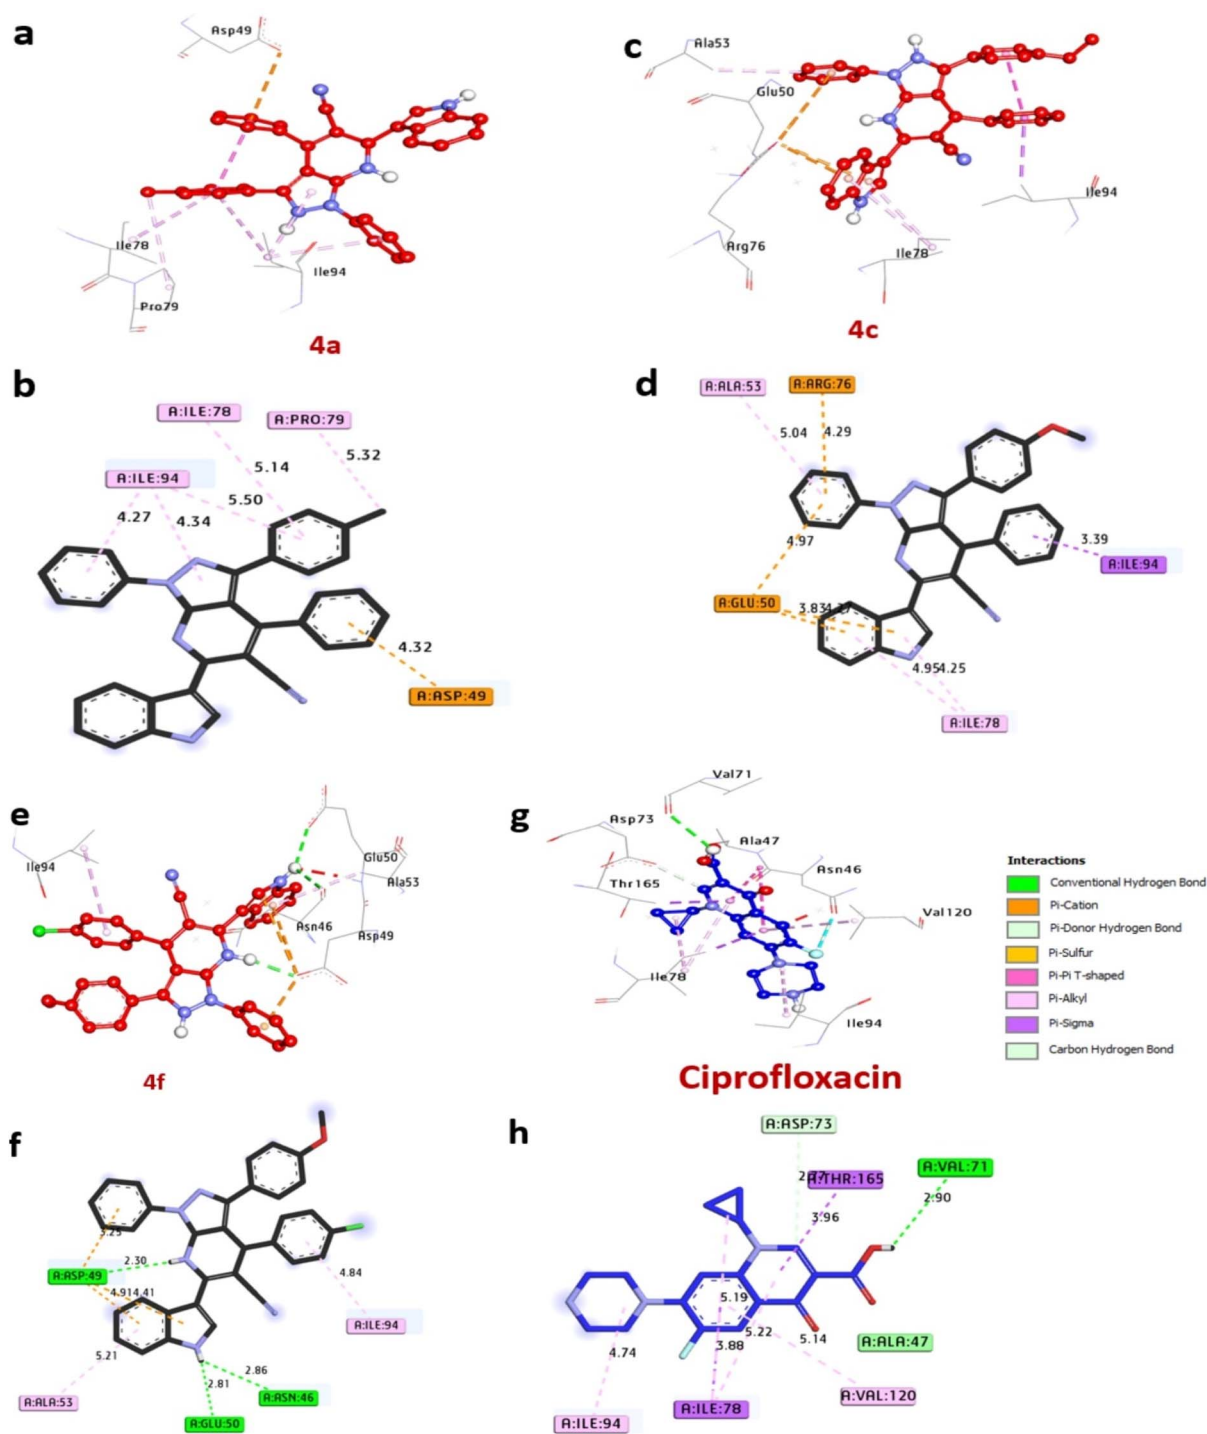 a
Asp49
Ile78
Pro79
Ile94
4a
c
Ala53
Glu50
Arg76
Ile78
Ile94
4c
b
A:ILE:78
A:PRO:79
A:ILE:94
5.14
5.32
5.50
4.27
4.34
4.32
A:ASP:49
d
A:ALA:53
A:ARG:76
5.04
4.29
4.97
3.39
A:ILE:94
A:GLU:50
3.83
4.95
4.25
A:ILE:78
e
Ile94
Glu50
Ala53
Asn46
Asp49
4f
g
Val71
Asp73
Ala47
Asn46
Thr165
Val120
Ile78
Ile94
Ciprofloxacin
Interactions
Conventional Hydrogen Bond
Pi-Cation
Pi-Donor Hydrogen Bond
Pi-Sulfur
Pi-Pi T-shaped
Pi-Alkyl
Pi-Sigma
Carbon Hydrogen Bond
f
2.30
A:ASP:49
4.91
4.41
4.84
A:ILE:94
5.21
2.86
2.81
A:ALA:53
A:ASN:46
A:GLU:50
h
A:ASP:73
A:THR:165
A:VAL:71
2.90
3.96
5.19
5.22
5.14
3.88
4.74
A:ALA:47
A:VAL:120
A:ILE:78
A:ILE:94